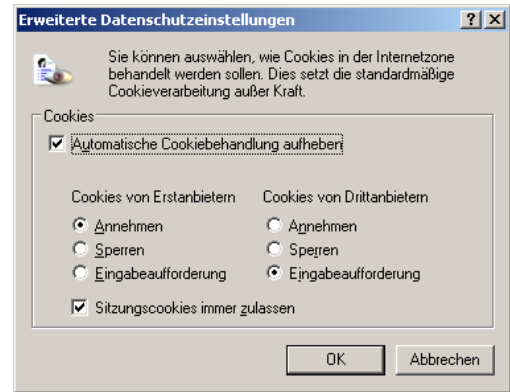 Erweiterte Datenschutzeinstellungen
Sie können auswählen, wie Cookies in der Internetzone
behandelt werden sollen. Dies setzt die standardmäßige
Cookieverarbeitung außer Kraft.
Cookies
Automatische Cookiebehandlung aufheben
Cookies von Erstanbietern Cookies von Drittanbietern
Annehmen Annehmen
Sperren Sperren
Eingabeaufforderung Eingabeaufforderung
Sitzungscookies immer zulassen
OK Abbrechen